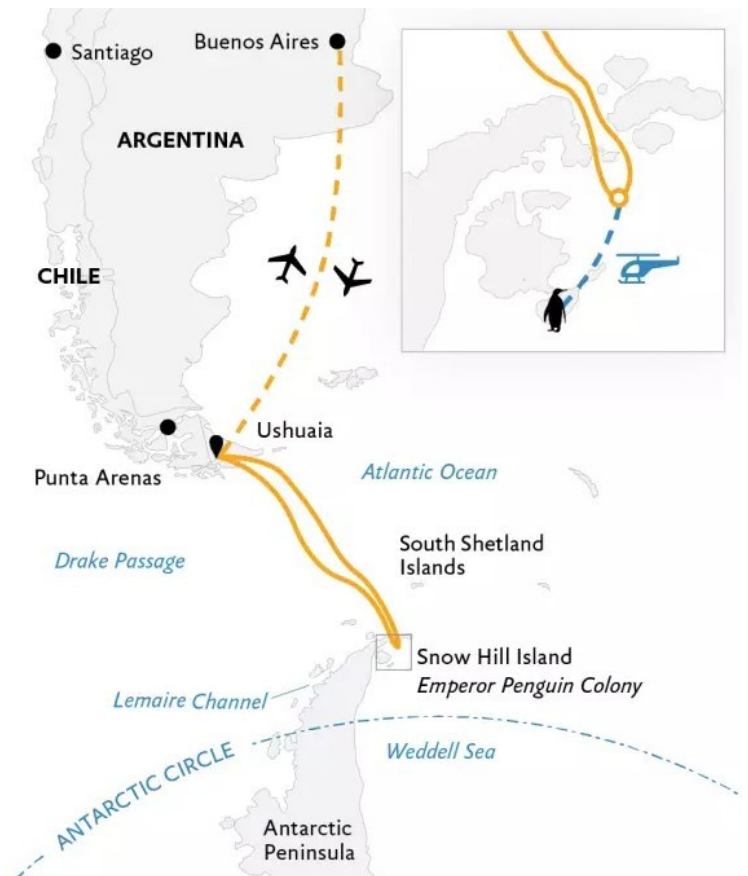 Santiago
Buenos Aires
ARGENTINA
CHILE
Ushuaia
Punta Arenas
Atlantic Ocean
Drake Passage
South Shetland
Islands
Snow Hill Island
Emperor Penguin Colony
Lemaire Channel
ANTARCTIC CIRCLE
Weddell Sea
Antarctic
Peninsula